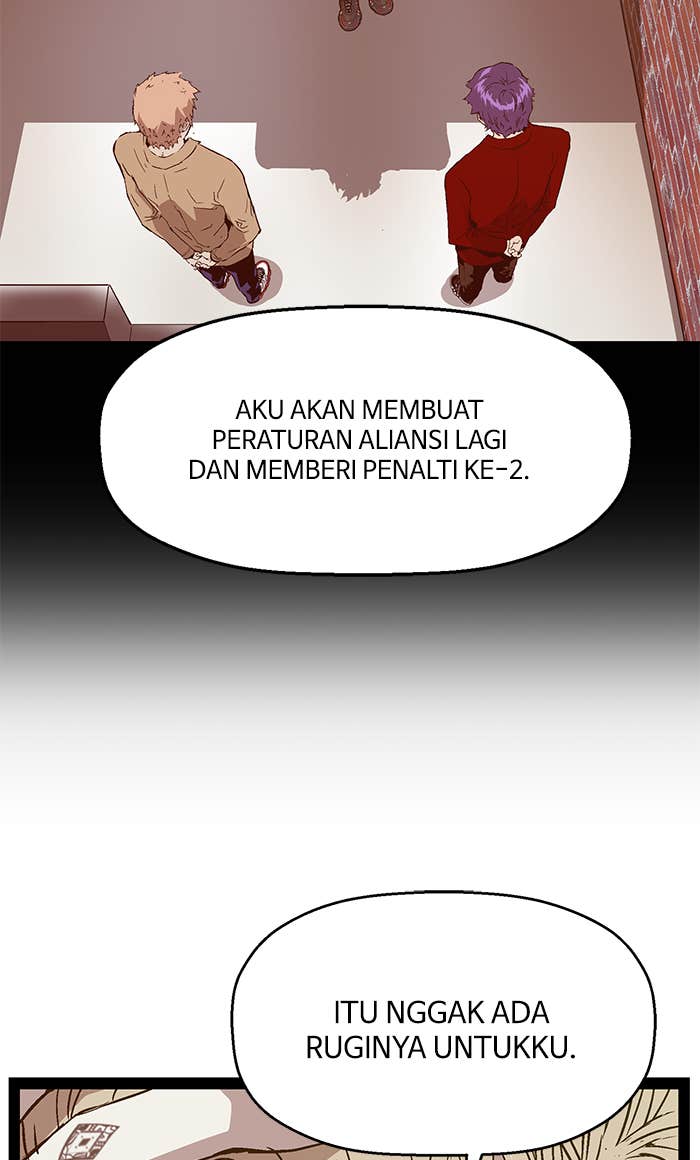 AKU AKAN MEMBUAT
PERATURAN ALIANSI LAGI
DAN MEMBERI PENALTI KE-2.
ITU NGGAK ADA
RUGINYA UNTUKKU.